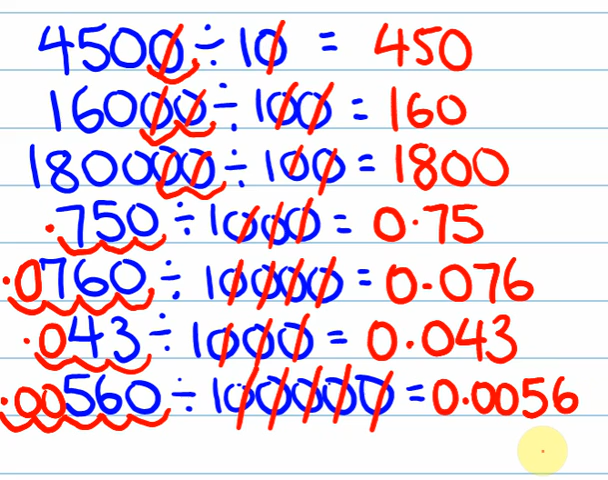 4500 ÷ 10 = 450
16000 ÷ 100 = 160
180000 ÷ 100 = 1800
.750 ÷ 1000 = 0.75
.0760 ÷ 10000 = 0.076
.043 ÷ 1000 = 0.043
.00560 ÷ 100000 = 0.0056